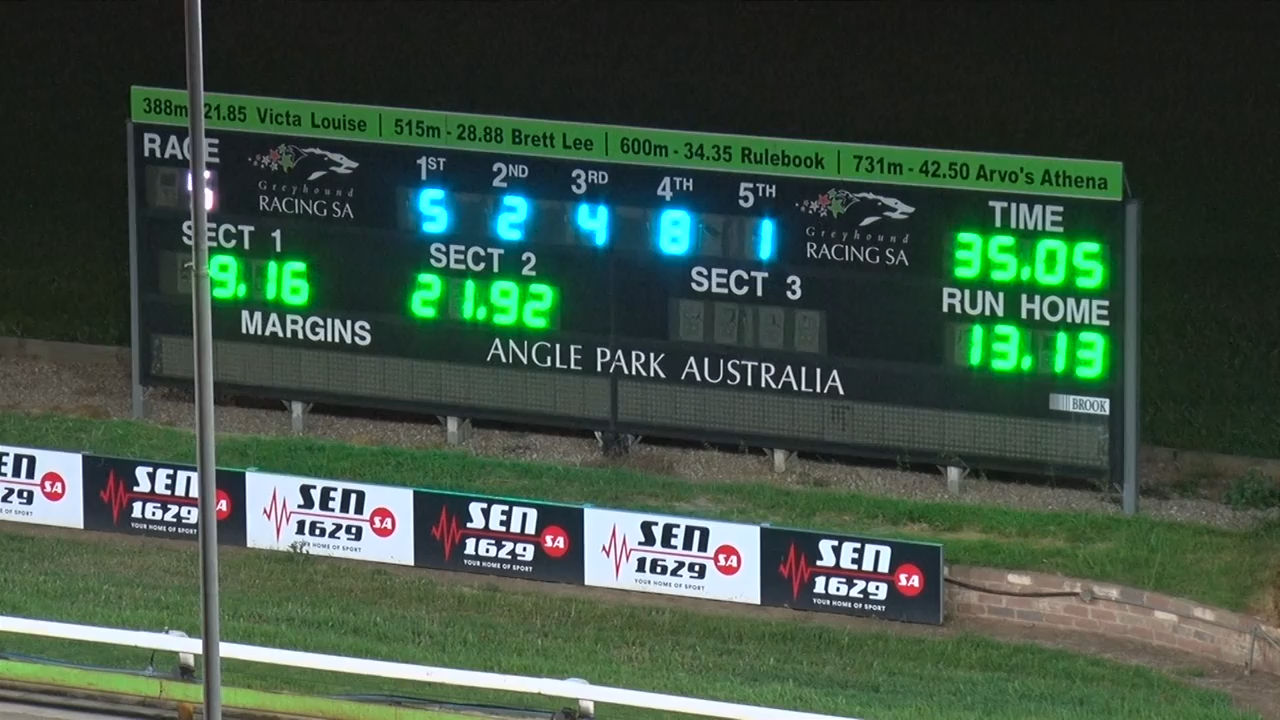 388m 21.85 Victa Louise | 515m - 28.88 Brett Lee | 600m - 34.35 Rulebook | 731m - 42.50 Arvo's Athena
RACE
Greyhound
RACING SA
1ST 2ND 3RD 4TH 5TH
5 2 4 8 1
Greyhound
RACING SA
TIME
35.05
SECT 1
9.16
SECT 2
21.92
SECT 3
RUN HOME
13.13
MARGINS
ANGLE PARK AUSTRALIA
BROOK
EN
29 SA
OF SPORT
SEN
1629 SA
YOUR HOME OF SPORT
SEN
1629 SA
YOUR HOME OF SPORT
SEN
1629 SA
YOUR HOME OF SPORT
SEN
1629 SA
YOUR HOME OF SPORT
SEN
1629 SA
YOUR HOME OF SPORT